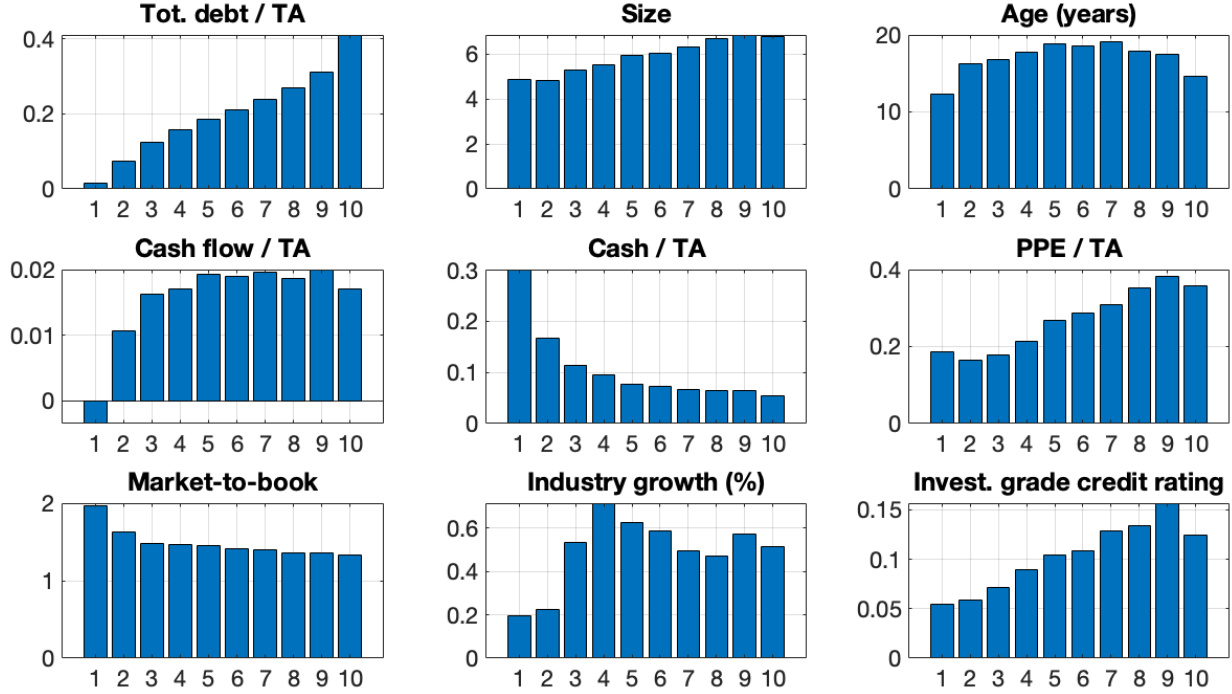 Tot. debt / TA
0.4
0.2
0
1 2 3 4 5 6 7 8 9 10
Size
6
4
2
0
1 2 3 4 5 6 7 8 9 10
Age (years)
20
10
0
1 2 3 4 5 6 7 8 9 10
Cash flow / TA
0.02
0.01
0
1 2 3 4 5 6 7 8 9 10
Cash / TA
0.3
0.2
0.1
0
1 2 3 4 5 6 7 8 9 10
PPE / TA
0.4
0.2
0
1 2 3 4 5 6 7 8 9 10
Market-to-book
2
1
0
1 2 3 4 5 6 7 8 9 10
Industry growth (%)
0.6
0.4
0.2
0
1 2 3 4 5 6 7 8 9 10
Invest. grade credit rating
0.15
0.1
0.05
0
1 2 3 4 5 6 7 8 9 10